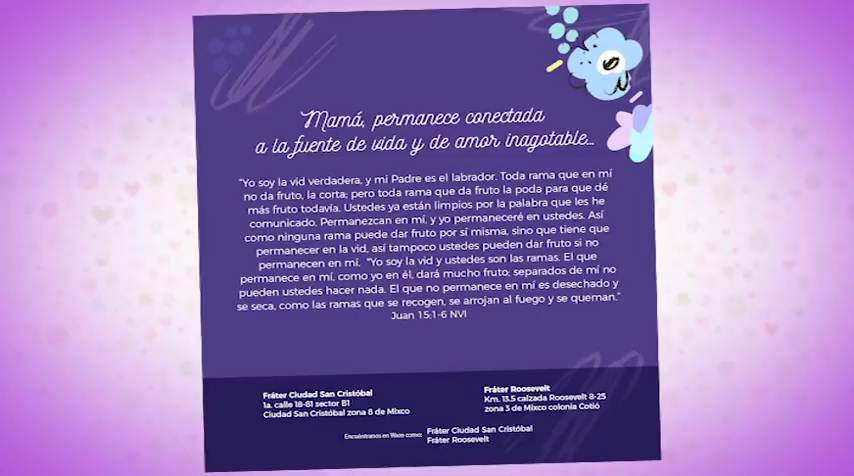 Mamá, permanece conectada
a la fuente de vida y de amor inagotable...
"Yo soy la vid verdadera, y mi Padre es el labrador. Toda rama que en mí
no da fruto, la corta; pero toda rama que da fruto la poda para que dé
más fruto todavía. Ustedes ya están limpios por la palabra que les he
comunicado. Permanezcan en mí, y yo permaneceré en ustedes. Así
como ninguna rama puede dar fruto por sí misma, sino que tiene que
permanecer en la vid, así tampoco ustedes pueden dar fruto si no
permanecen en mí. "Yo soy la vid y ustedes son las ramas. El que
permanece en mí, como yo en él, dará mucho fruto; separados de mí no
pueden ustedes hacer nada. El que no permanece en mí es desechado y
se seca, como las ramas que se recogen, se arrojan al fuego y se queman."
Juan 15:1-6 NVI
Fráter Ciudad San Cristóbal
1a. calle 18-81 sector B1
Ciudad San Cristóbal zona 8 de Mixco
Fráter Roosevelt
Km. 13.5 calzada Roosevelt 8-25
zona 3 de Mixco colonia Cotió
Encuéntranos en Waze como:
Fráter Ciudad San Cristóbal
Fráter Roosevelt